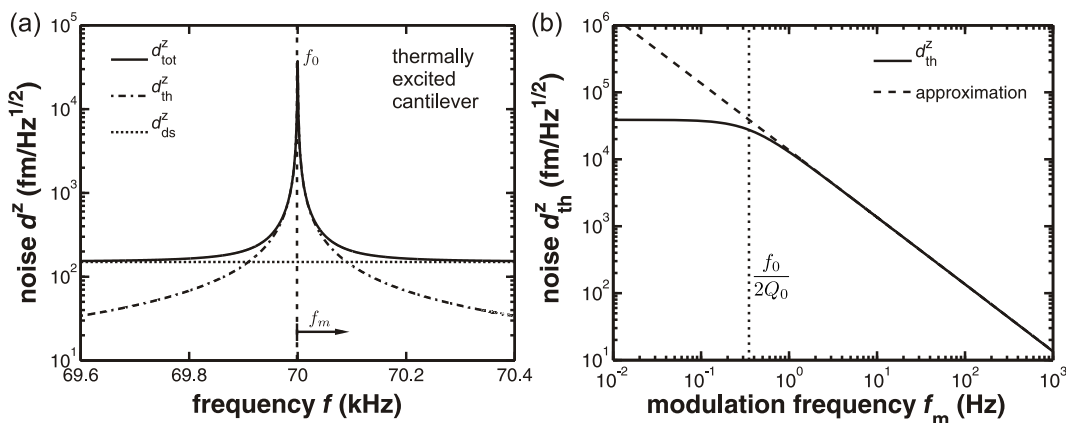 (a)
noise d^z (fm/Hz^1/2)
10^5
10^4
10^3
10^2
10^1
d^z_tot
d^z_th
d^z_ds
f_0
thermally
excited
cantilever
f_m
69.6
69.8
70
70.2
70.4
frequency f (kHz)
(b)
noise d^z_th (fm/Hz^1/2)
10^6
10^5
10^4
10^3
10^2
10^1
d^z_th
approximation
f_0
2Q_0
10^-2
10^-1
10^0
10^1
10^2
10^3
modulation frequency f_m (Hz)